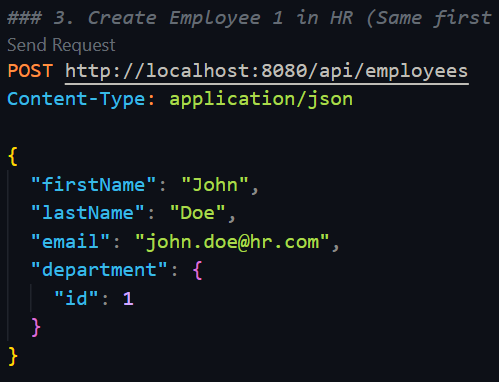 ### 3. Create Employee 1 in HR (Same first
Send Request
POST http://localhost:8080/api/employees
Content-Type: application/json
{
"firstName": "John",
"lastName": "Doe",
"email": "john.doe@hr.com",
"department": {
"id": 1
}
}